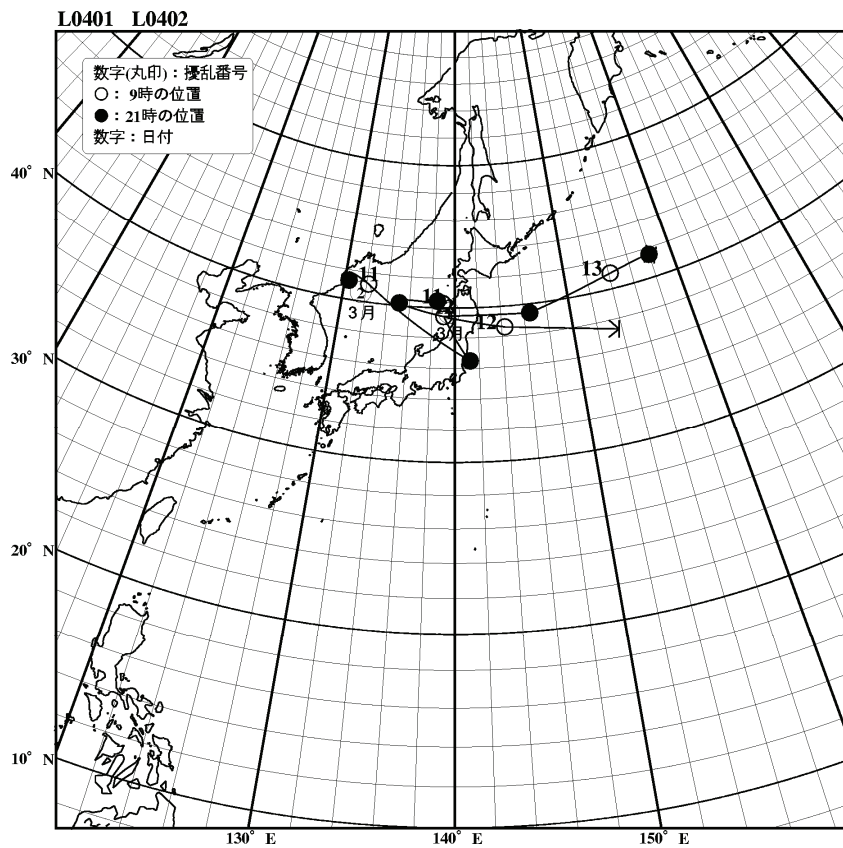 L0401 L0402
数字(丸印)：擾乱番号
○：9時の位置
●：21時の位置
数字：日付
40° N
30° N
20° N
10° N
13
11
2
3月
11
12
3月
130° E
140° E
150° E